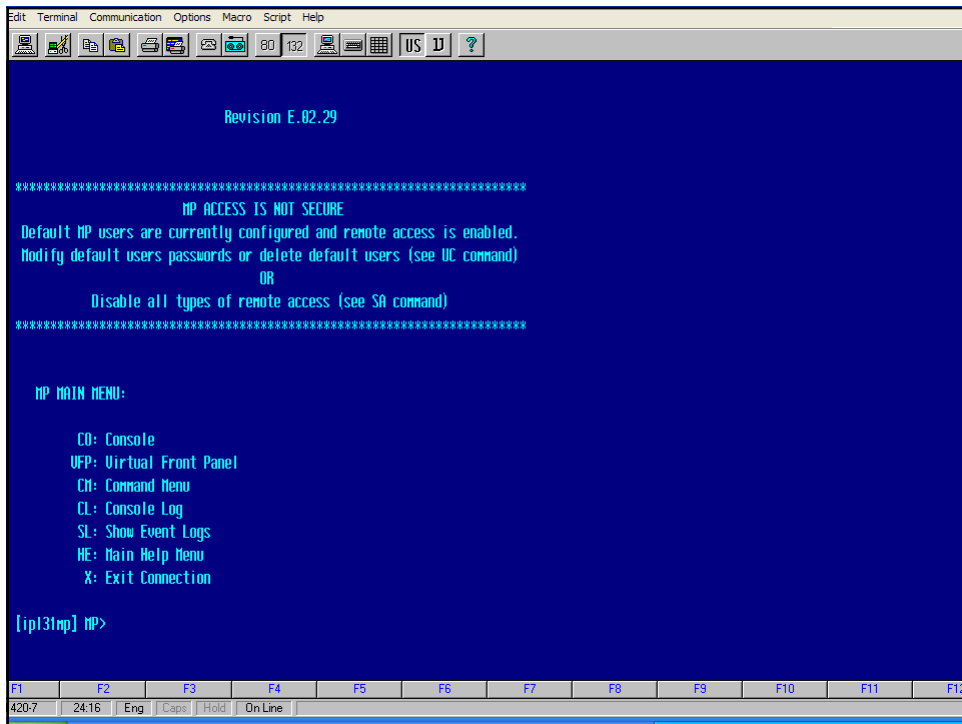 Edit Terminal Communication Options Macro Script Help
80 132 US
Revision E.02.29
*************************************************************************
MP ACCESS IS NOT SECURE
Default MP users are currently configured and remote access is enabled.
Modify default users passwords or delete default users (see UC command)
OR
Disable all types of remote access (see SA command)
*************************************************************************
MP MAIN MENU:
CO: Console
VFP: Virtual Front Panel
CM: Command Menu
CL: Console Log
SL: Show Event Logs
HE: Main Help Menu
X: Exit Connection
[ipl31mp] MP>
F1 F2 F3 F4 F5 F6 F7 F8 F9 F10 F11 F12
420-7 24:16 Eng Caps Hold On Line